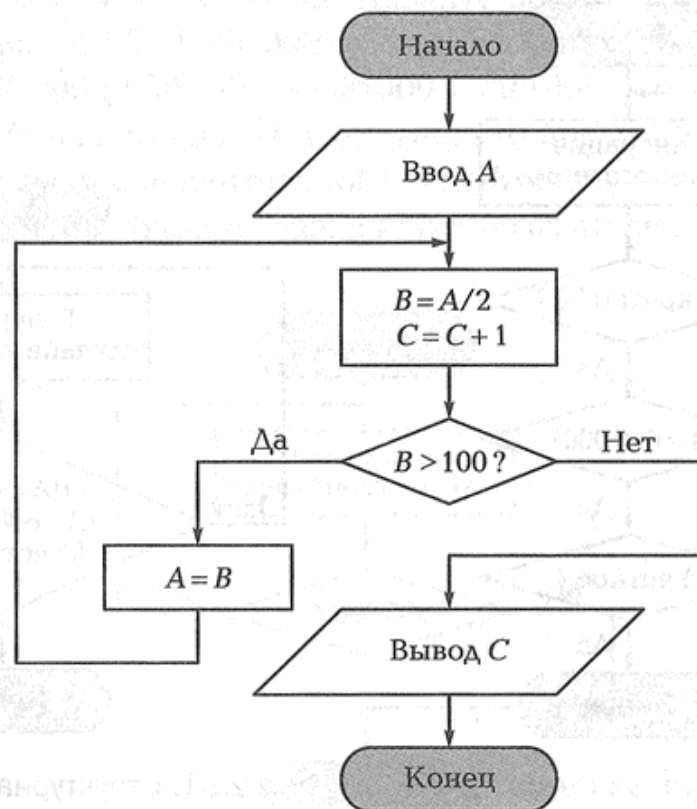 Начало
Ввод A
B = A/2
C = C + 1
B > 100 ?
Да
Нет
A = B
Вывод C
Конец